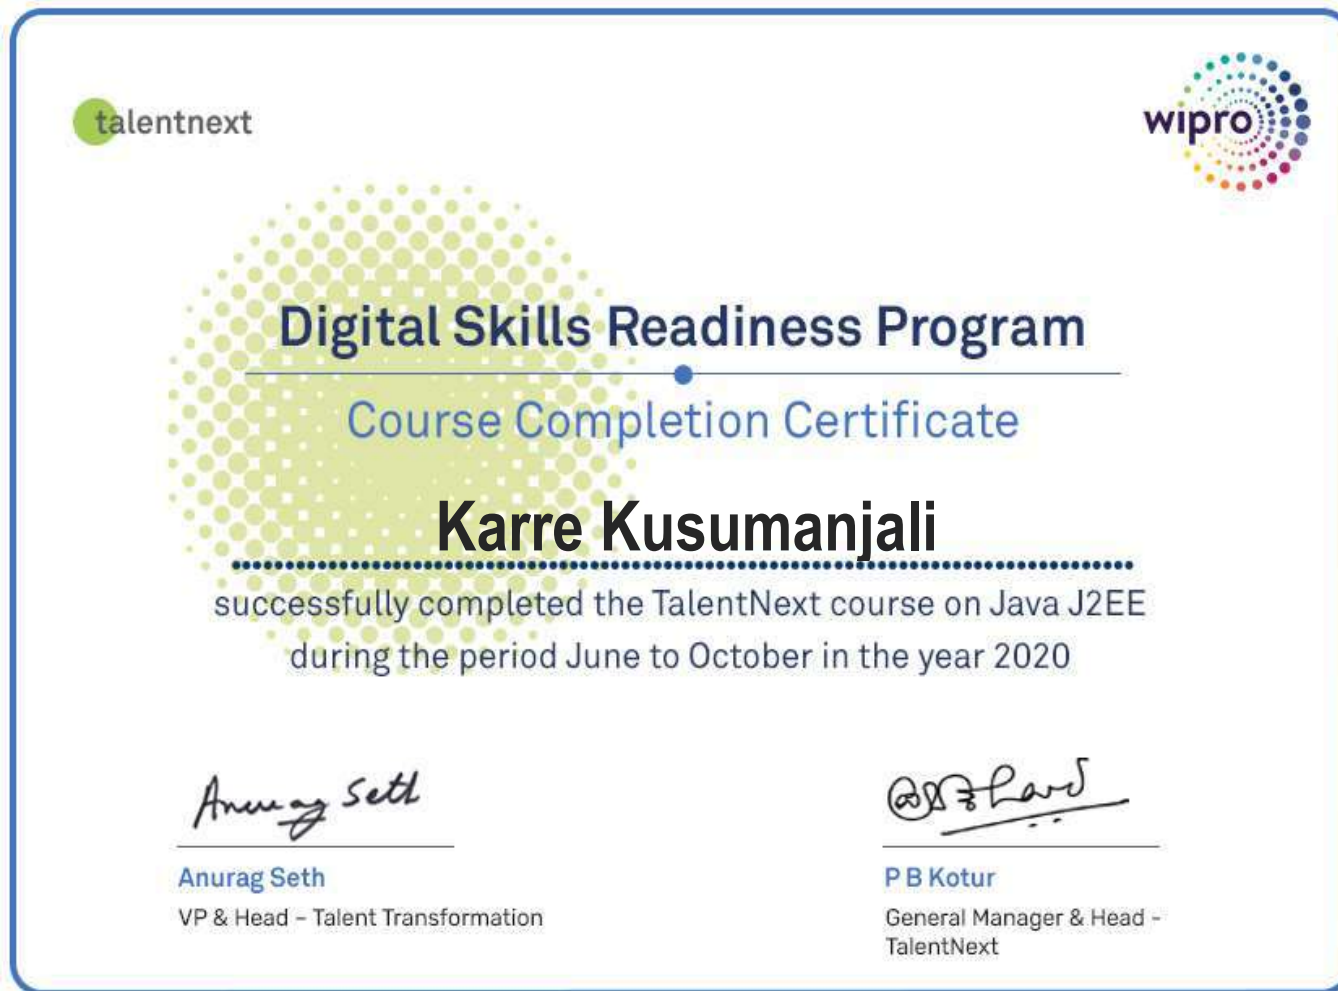 talentnext
wipro
Digital Skills Readiness Program
Course Completion Certificate
Karre Kusumanjali
successfully completed the TalentNext course on Java J2EE
during the period June to October in the year 2020
Anurag Seth
Anurag Seth
VP & Head – Talent Transformation
P B Kotur
General Manager & Head -
TalentNext